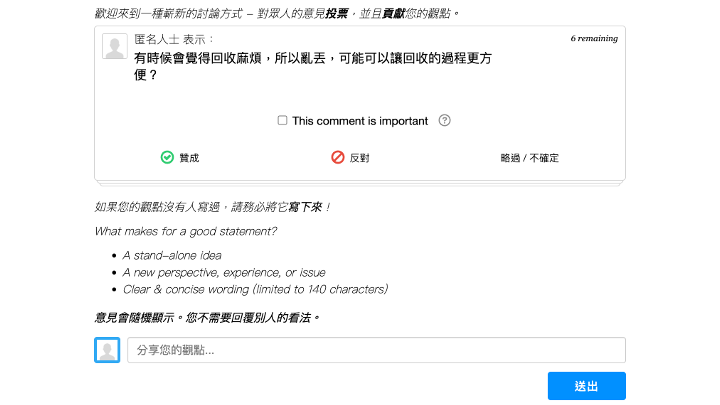 歡迎來到一種嶄新的討論方式 – 對眾人的意見投票，並且貢獻您的觀點。
匿名人士 表示：
6 remaining
有時候會覺得回收麻煩，所以亂丟，可能可以讓回收的過程更方
便？
This comment is important ?
贊成 反對 略過 / 不確定
如果您的觀點沒有人寫過，請務必將它寫下來！
What makes for a good statement?
• A stand-alone idea
• A new perspective, experience, or issue
• Clear & concise wording (limited to 140 characters)
意見會隨機顯示。您不需要回覆別人的看法。
分享您的觀點...
送出